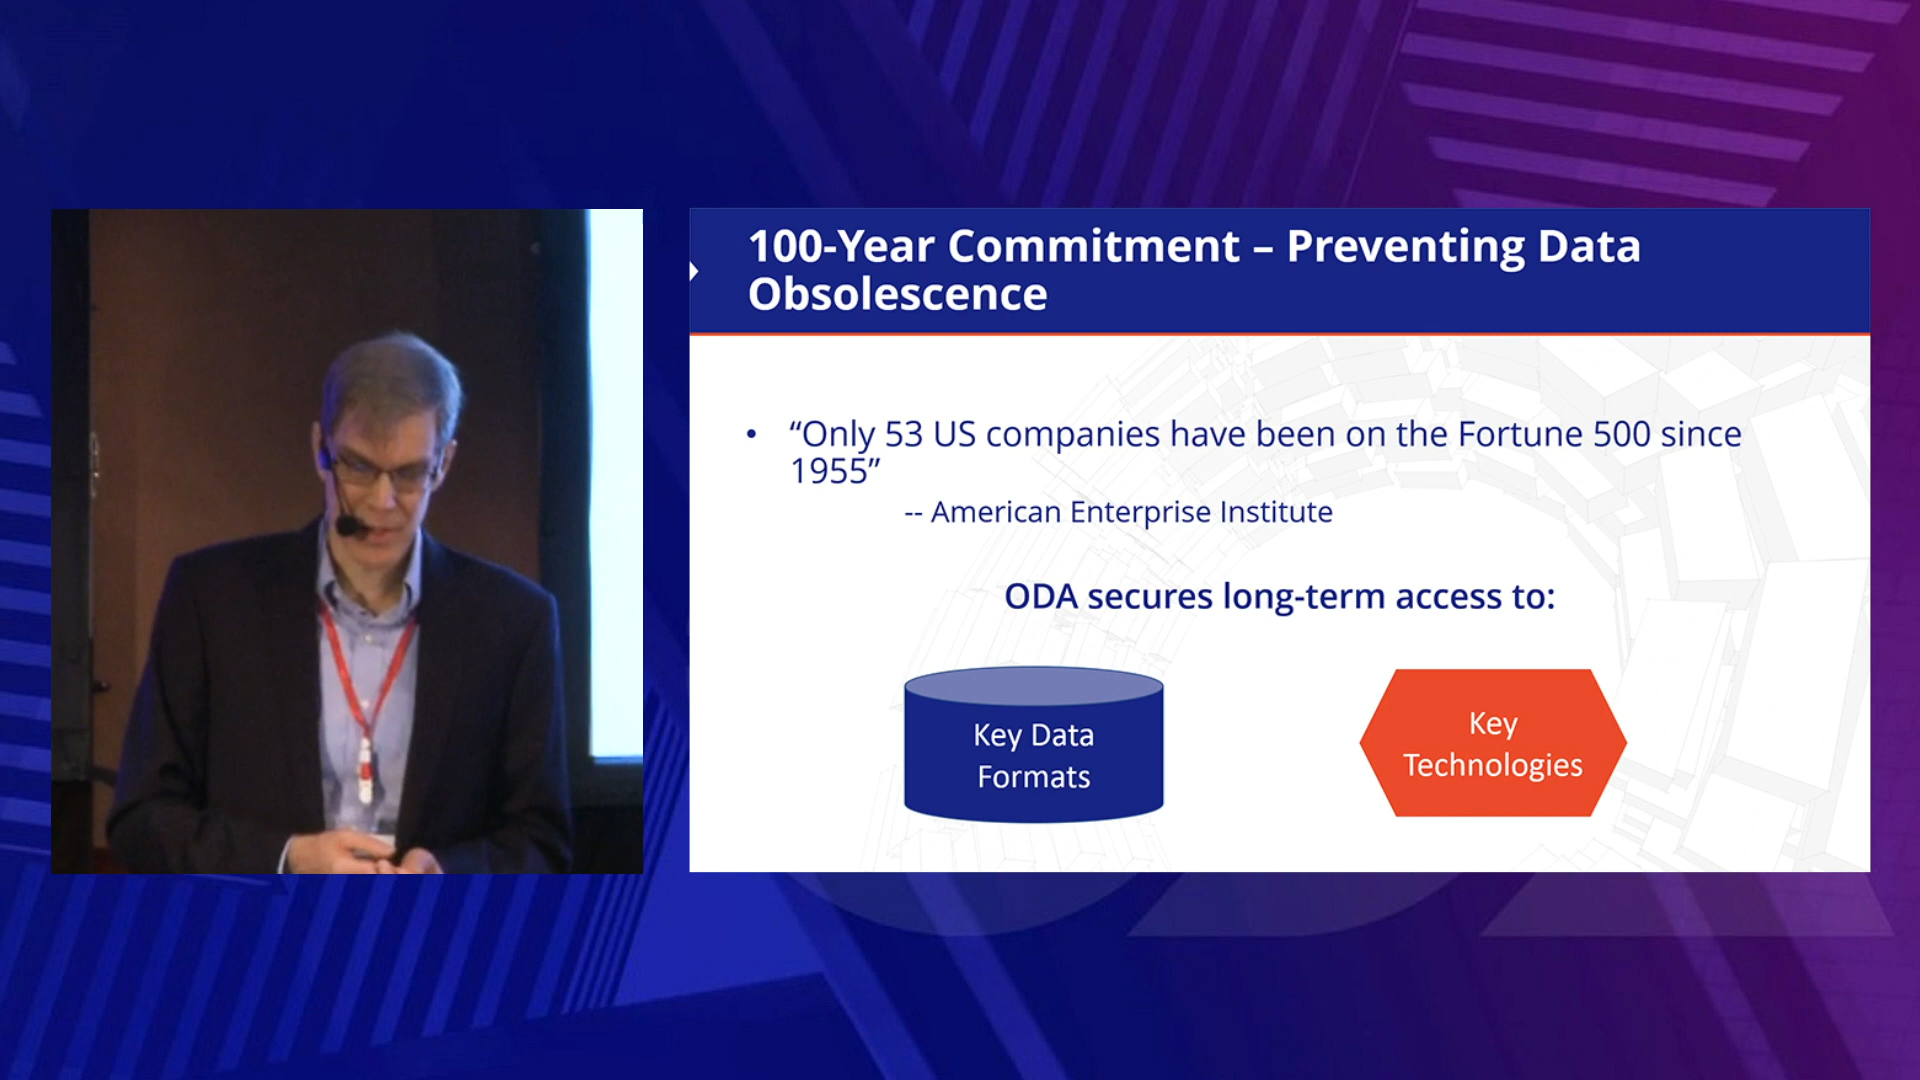 100-Year Commitment – Preventing Data
Obsolescence
• “Only 53 US companies have been on the Fortune 500 since
1955”
-- American Enterprise Institute
ODA secures long-term access to:
Key Data
Formats
Key
Technologies